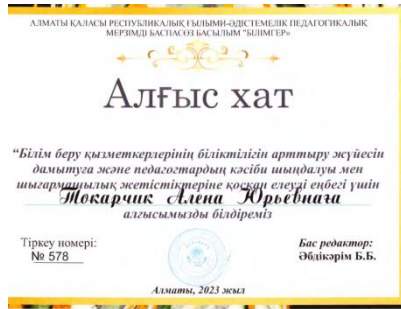 АЛМАТЫ ҚАЛАСЫ РЕСПУБЛИКАЛЫҚ ҒЫЛЫМИ-ӘДІСТЕМЕЛІК ПЕДАГОГИКАЛЫҚ
МЕРЗІМДІ БАСПАСӨЗ БАСЫЛЫМ "БІЛІМГЕР»
Алғыс хат
“Білім беру қызметкерлерінің біліктілігін арттыру жүйесін
дамытуға және педагогтардың кәсіби шыңдалуы мен
шығармашылық жетістіктеріне қосқан елеулі еңбегі үшін
Токарчик Алена Юрьевнаға
алғысымызды білдіреміз
Тіркеу номері:
№ 578
Бас редактор:
Әбдікәрім Б.Б.
Алматы, 2023 жыл